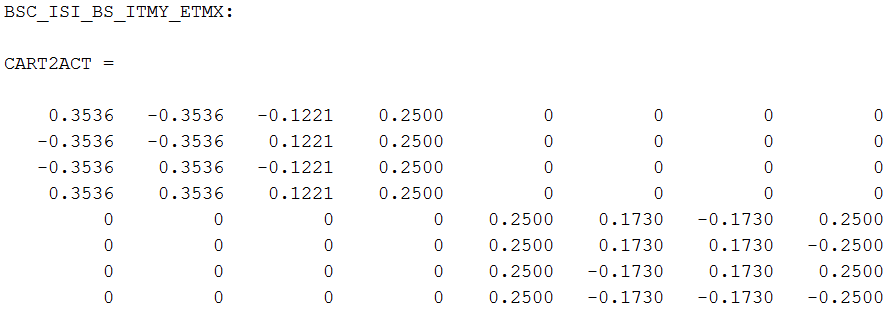 BSC_ISI_BS_ITMY_ETMX:
CART2ACT =
0.3536 -0.3536 -0.1221 0.2500 0 0 0 0
-0.3536 -0.3536 0.1221 0.2500 0 0 0 0
-0.3536 0.3536 -0.1221 0.2500 0 0 0 0
0.3536 0.3536 0.1221 0.2500 0 0 0 0
0 0 0 0 0.2500 0.1730 -0.1730 0.2500
0 0 0 0 0.2500 0.1730 0.1730 -0.2500
0 0 0 0 0.2500 -0.1730 0.1730 0.2500
0 0 0 0 0.2500 -0.1730 -0.1730 -0.2500